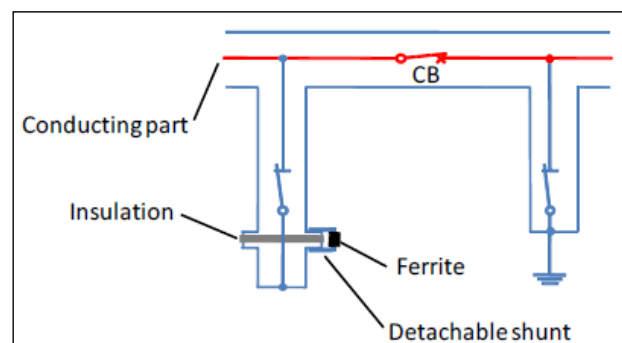 CB
Conducting part
Insulation
Ferrite
Detachable shunt